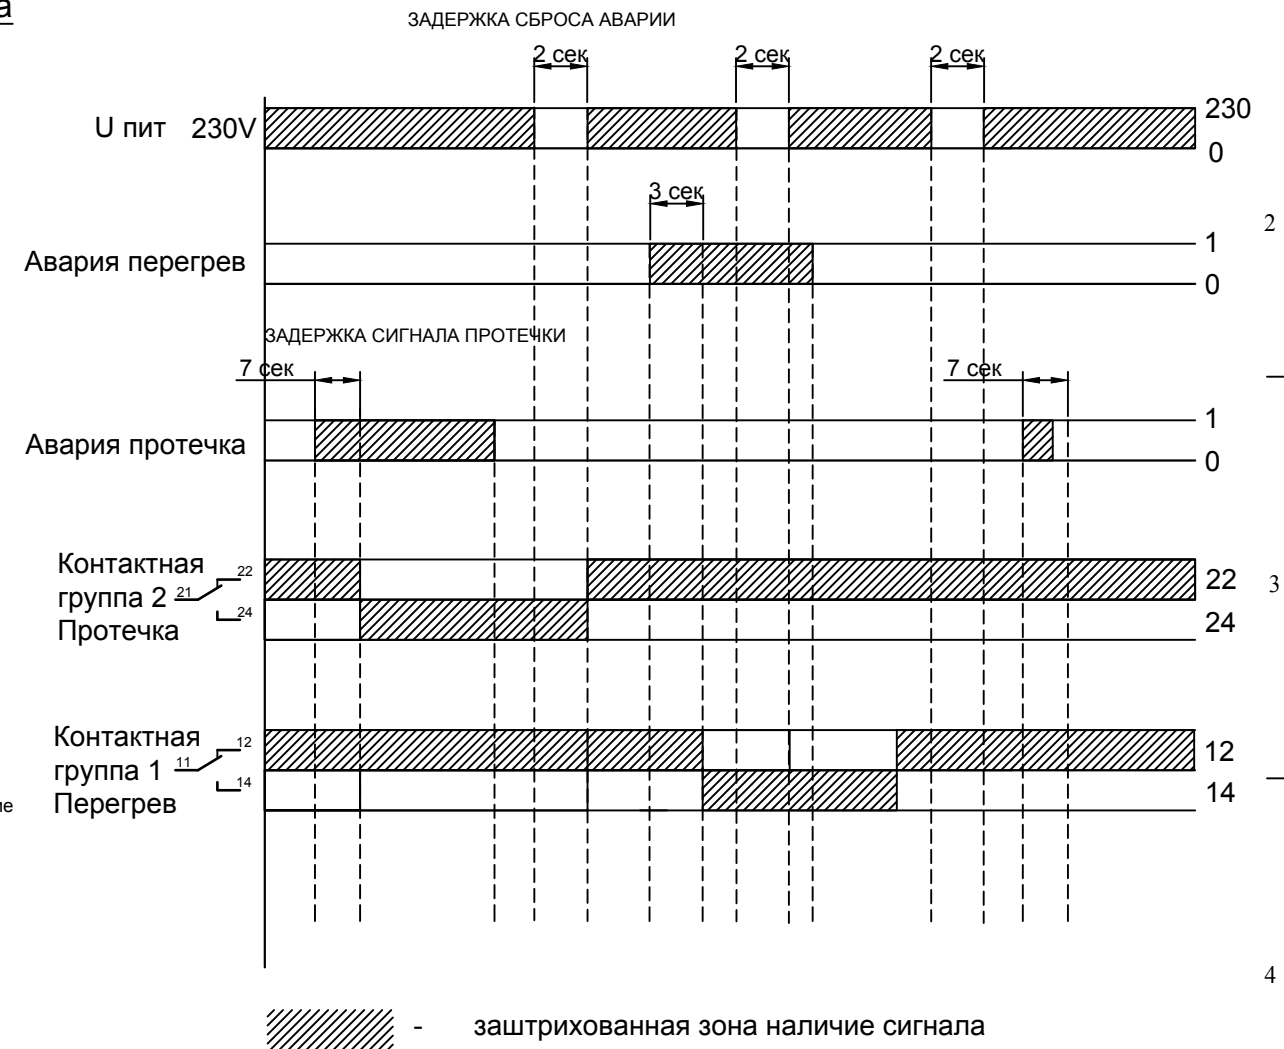 а
ЗАДЕРЖКА СБРОСА АВАРИИ
2 сек 2 сек 2 сек
U пит 230V
230
0
3 сек
2
Авария перегрев
1
0
ЗАДЕРЖКА СИГНАЛА ПРОТЕЧКИ
7 сек 7 сек
Авария протечка
1
0
Контактная
группа 2
Протечка
21
22
24
22
24
3
Контактная
группа 1
Перегрев
11
12
14
12
14
ие
4
- заштрихованная зона наличие сигнала